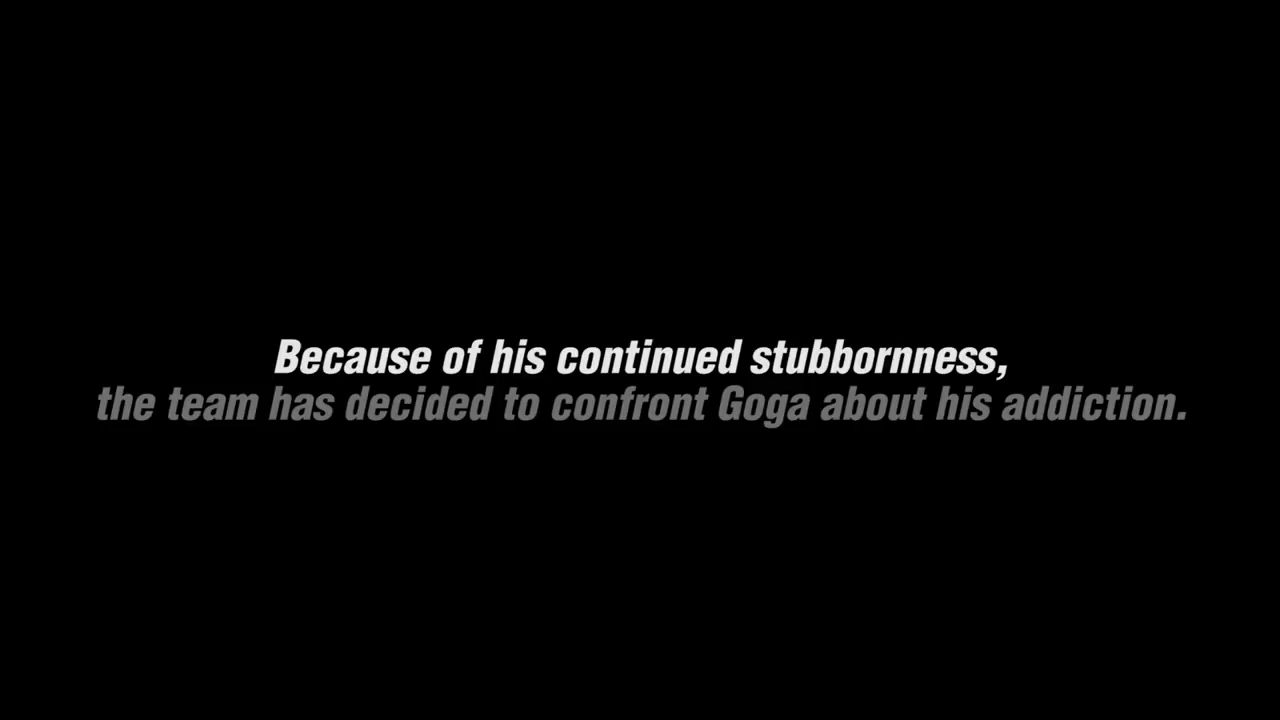 Because of his continued stubbornness,
the team has decided to confront Goga about his addiction.